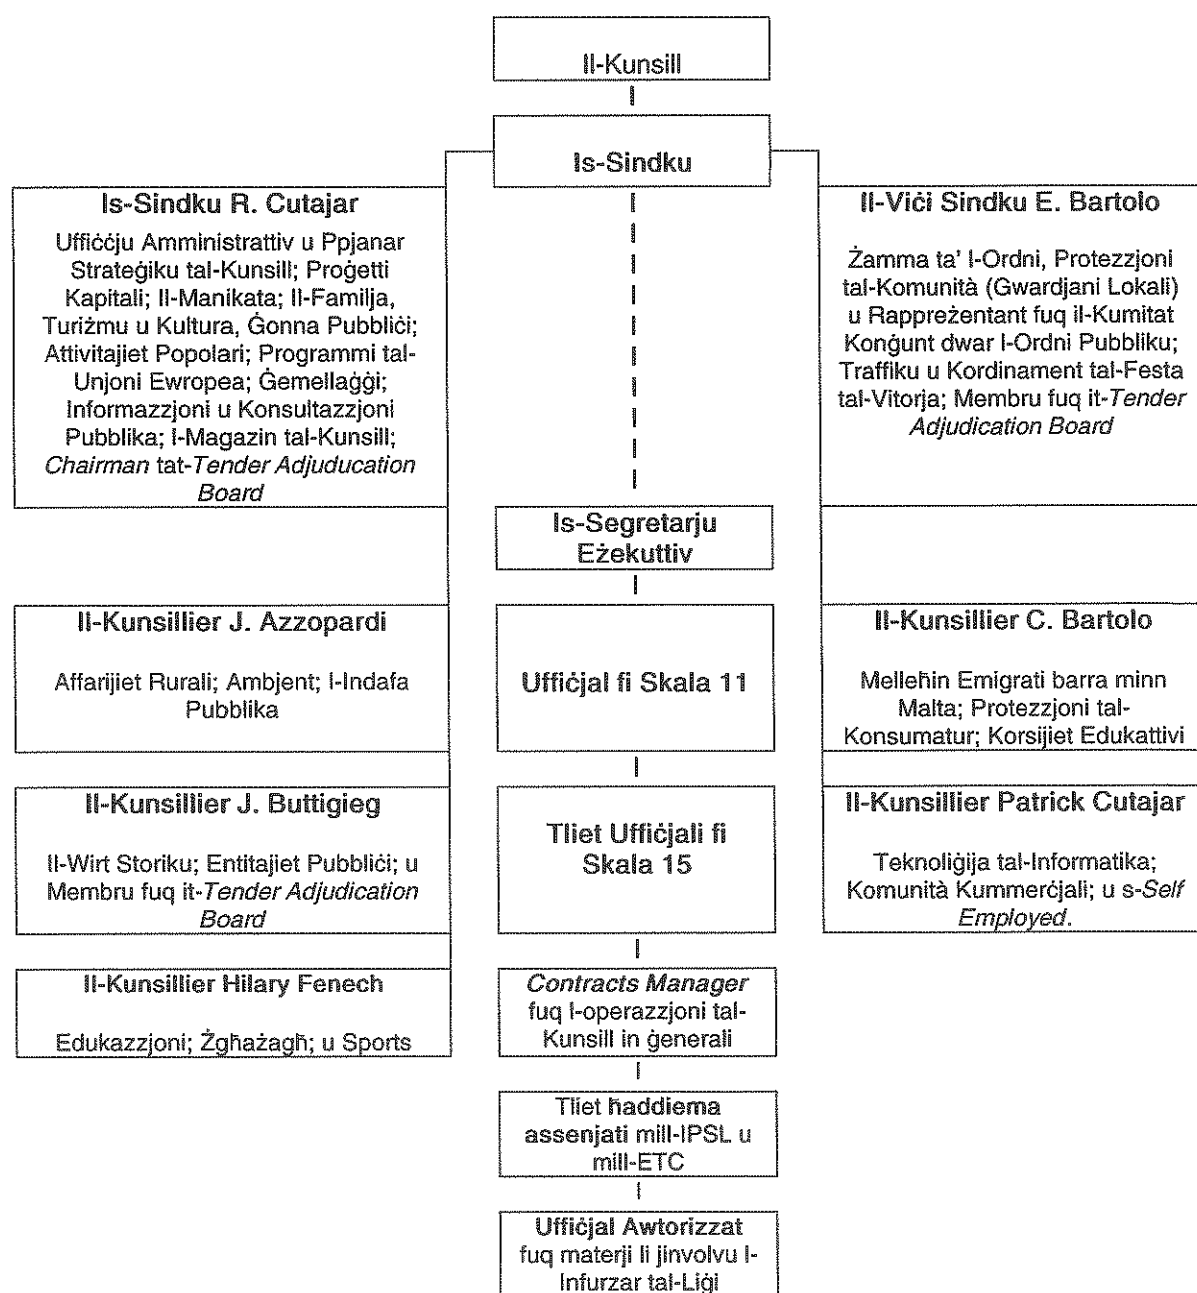 Il-Kunsill
Is-Sindku
Is-Sindku R. Cutajar
Uffiċċju Amministrattiv u Ppjanar
Strateġiku tal-Kunsill; Proġetti
Kapitali; Il-Manikata; Il-Familja,
Turiżmu u Kultura, Ġonna Pubbliċi;
Attivitajiet Popolari; Programmi tal-
Unjoni Ewropea; Ġemellaġġi;
Informazzjoni u Konsultazzjoni
Pubblika; l-Magazin tal-Kunsill;
Chairman tat-Tender Adjuducation
Board
Il-Viċi Sindku E. Bartolo
Żamma ta' l-Ordni, Protezzjoni
tal-Komunità (Gwardjani Lokali)
u Rappreżentant fuq il-Kumitat
Konġunt dwar l-Ordni Pubbliku;
Traffiku u Kordinament tal-Festa
tal-Vitorja; Membru fuq it-Tender
Adjudication Board
Is-Segretarju
Eżekuttiv
Il-Kunsillier J. Azzopardi
Affarijiet Rurali; Ambjent; l-Indafa
Pubblika
Uffiċjal fi Skala 11
Il-Kunsillier C. Bartolo
Melleħin Emigrati barra minn
Malta; Protezzjoni tal-
Konsumatur; Korsijiet Edukattivi
Il-Kunsillier J. Buttigieg
Il-Wirt Storiku; Entitajiet Pubbliċi; u
Membru fuq it-Tender Adjudication
Board
Tliet Uffiċjali fi
Skala 15
Il-Kunsillier Patrick Cutajar
Teknoliġija tal-Informatika;
Komunità Kummerċjali; u s-Self
Employed.
Il-Kunsillier Hilary Fenech
Edukazzjoni; Żgħażagħ; u Sports
Contracts Manager
fuq l-operazzjoni tal-
Kunsill in ġenerali
Tliet ħaddiema
assenjati mill-IPSL u
mill-ETC
Uffiċjal Awtorizzat
fuq materji li jinvolvu l-
Infurzar tal-Liġi